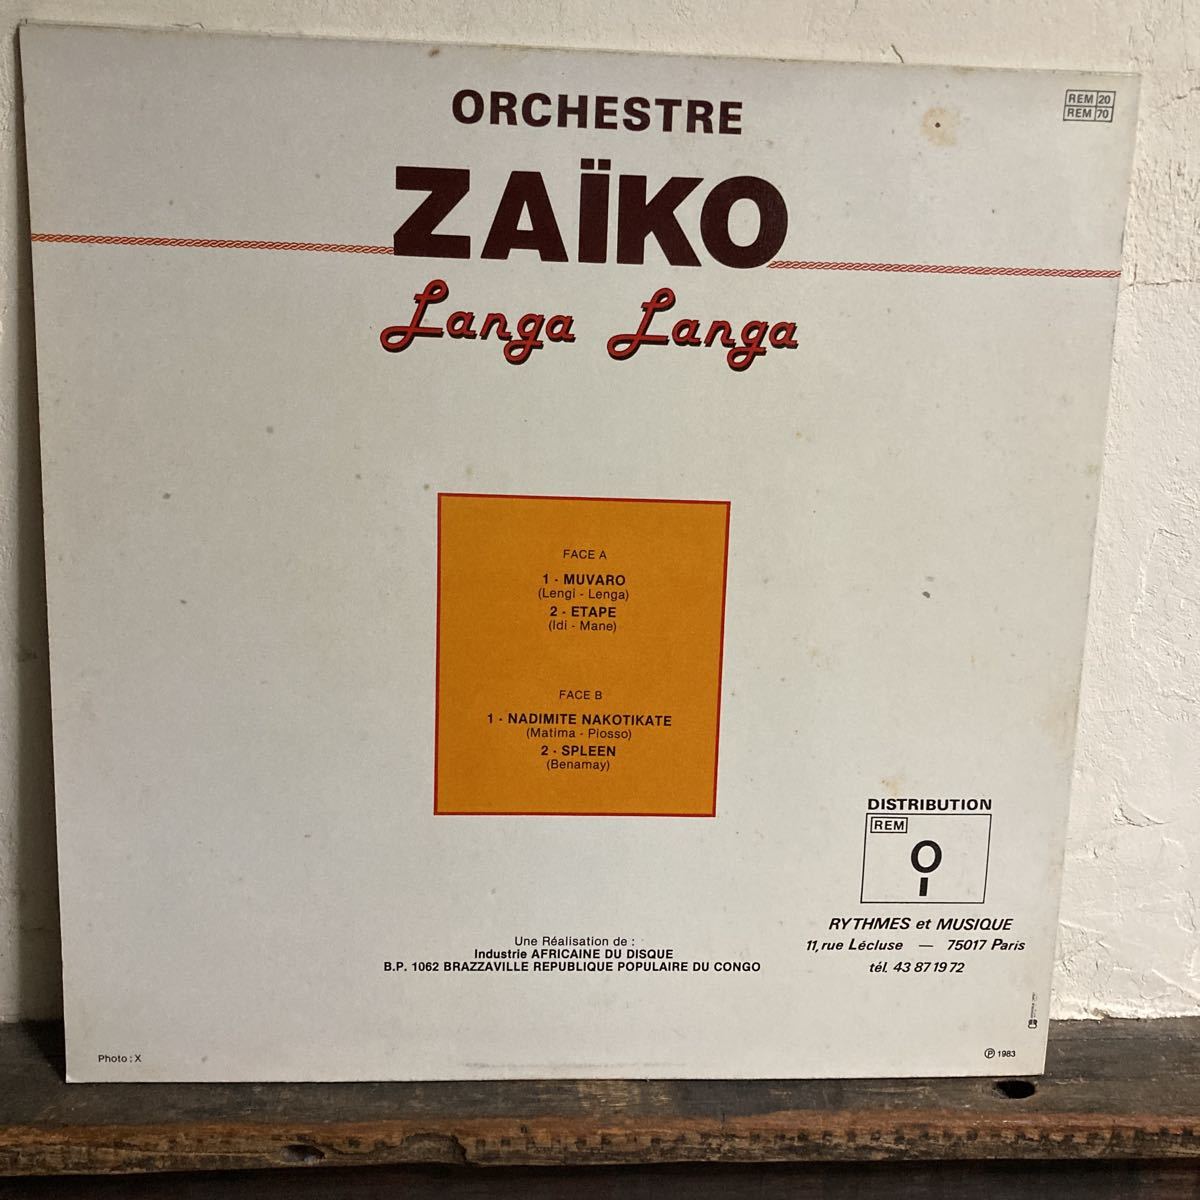 ORCHESTRE
ZAÏKO
Langa Langa
REM 20
REM 70
FACE A
1 - MUVARO
(Lengi - Lenga)
2 - ETAPE
(Idi - Mane)
FACE B
1 - NADIMITE NAKOTIKATE
(Matima - Piosso)
2 - SPLEEN
(Benamay)
DISTRIBUTION
REM
RYTHMES et MUSIQUE
11, rue Lécluse — 75017 Paris
tél. 43 87 19 72
Une Réalisation de :
Industrie AFRICAINE DU DISQUE
B.P. 1062 BRAZZAVILLE REPUBLIQUE POPULAIRE DU CONGO
Photo : X
℗ 1983